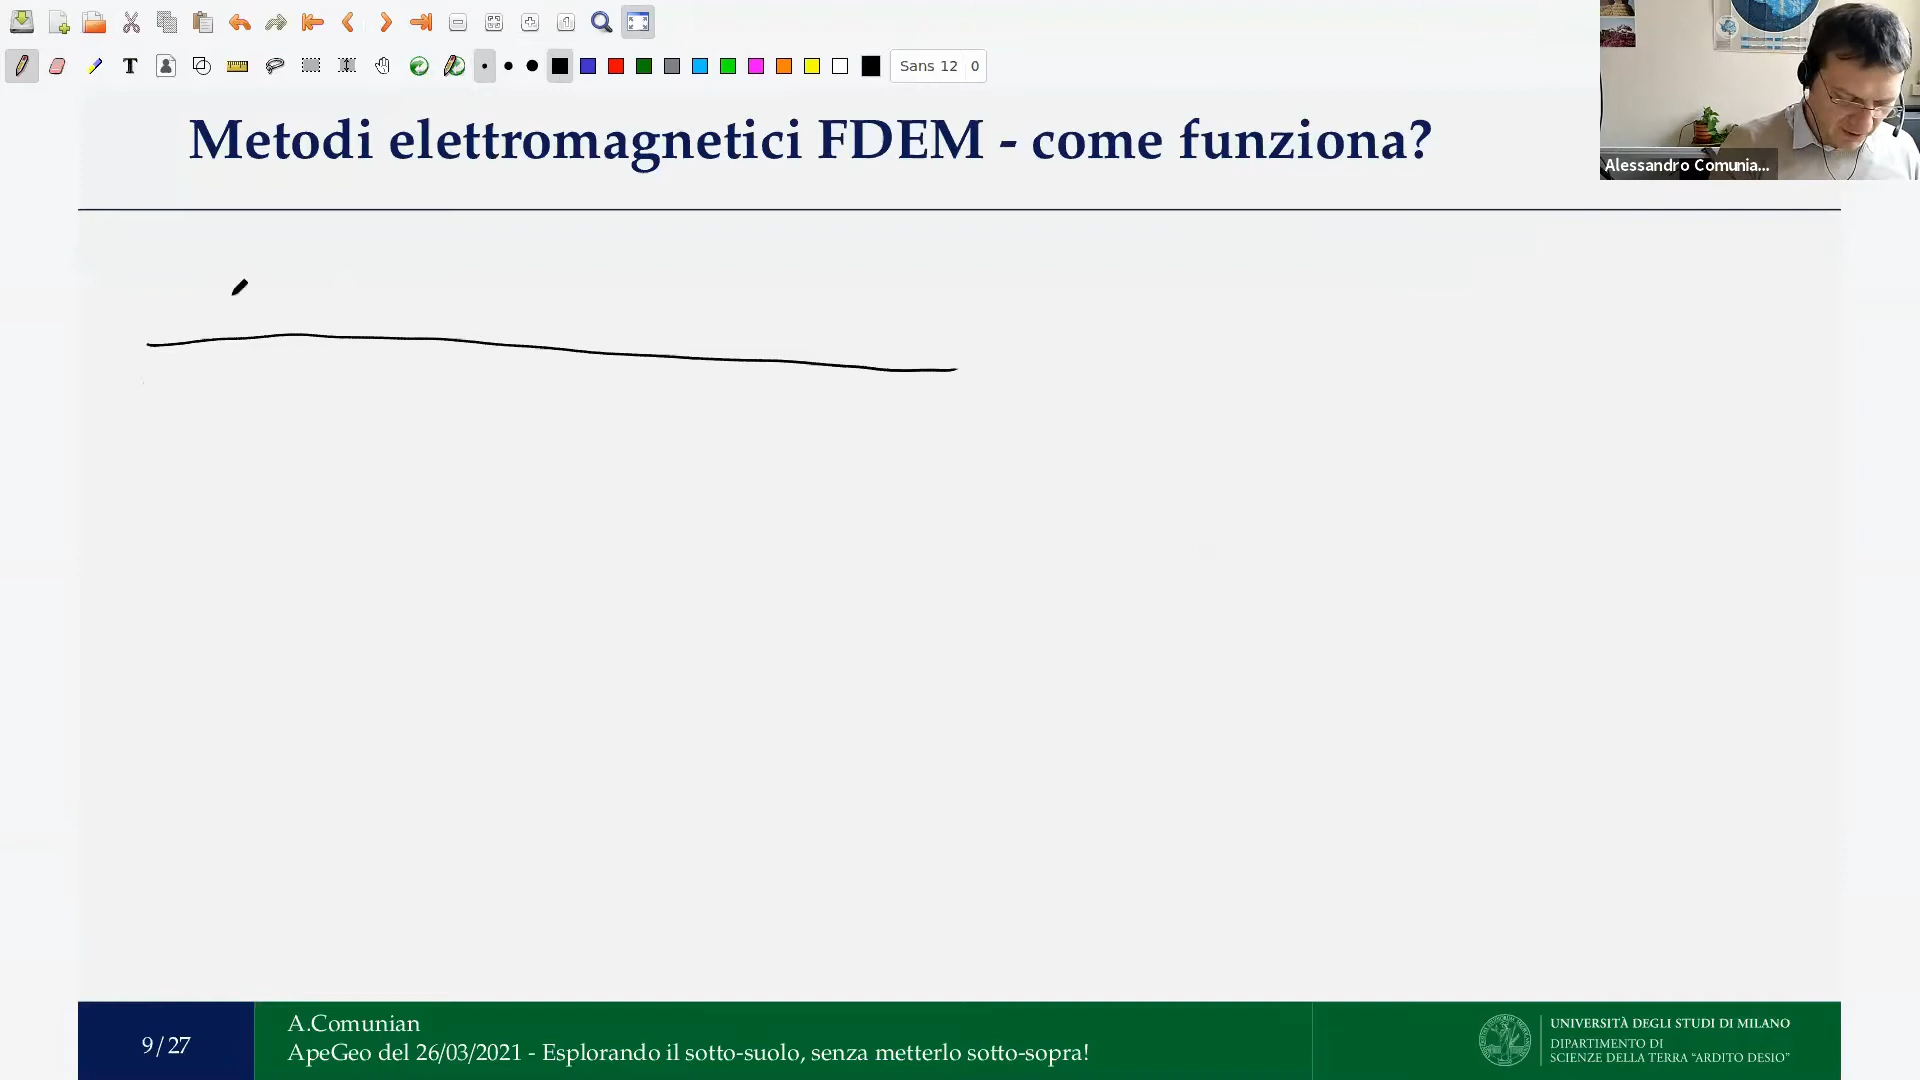 T
Sans 12 0
Alessandro Comunia...
Metodi elettromagnetici FDEM - come funziona?
9/27
A.Comunian
ApeGeo del 26/03/2021 - Esplorando il sotto-suolo, senza metterlo sotto-sopra!
UNIVERSITÀ DEGLI STUDI DI MILANO
DIPARTIMENTO DI
SCIENZE DELLA TERRA “ARDITO DESIO”